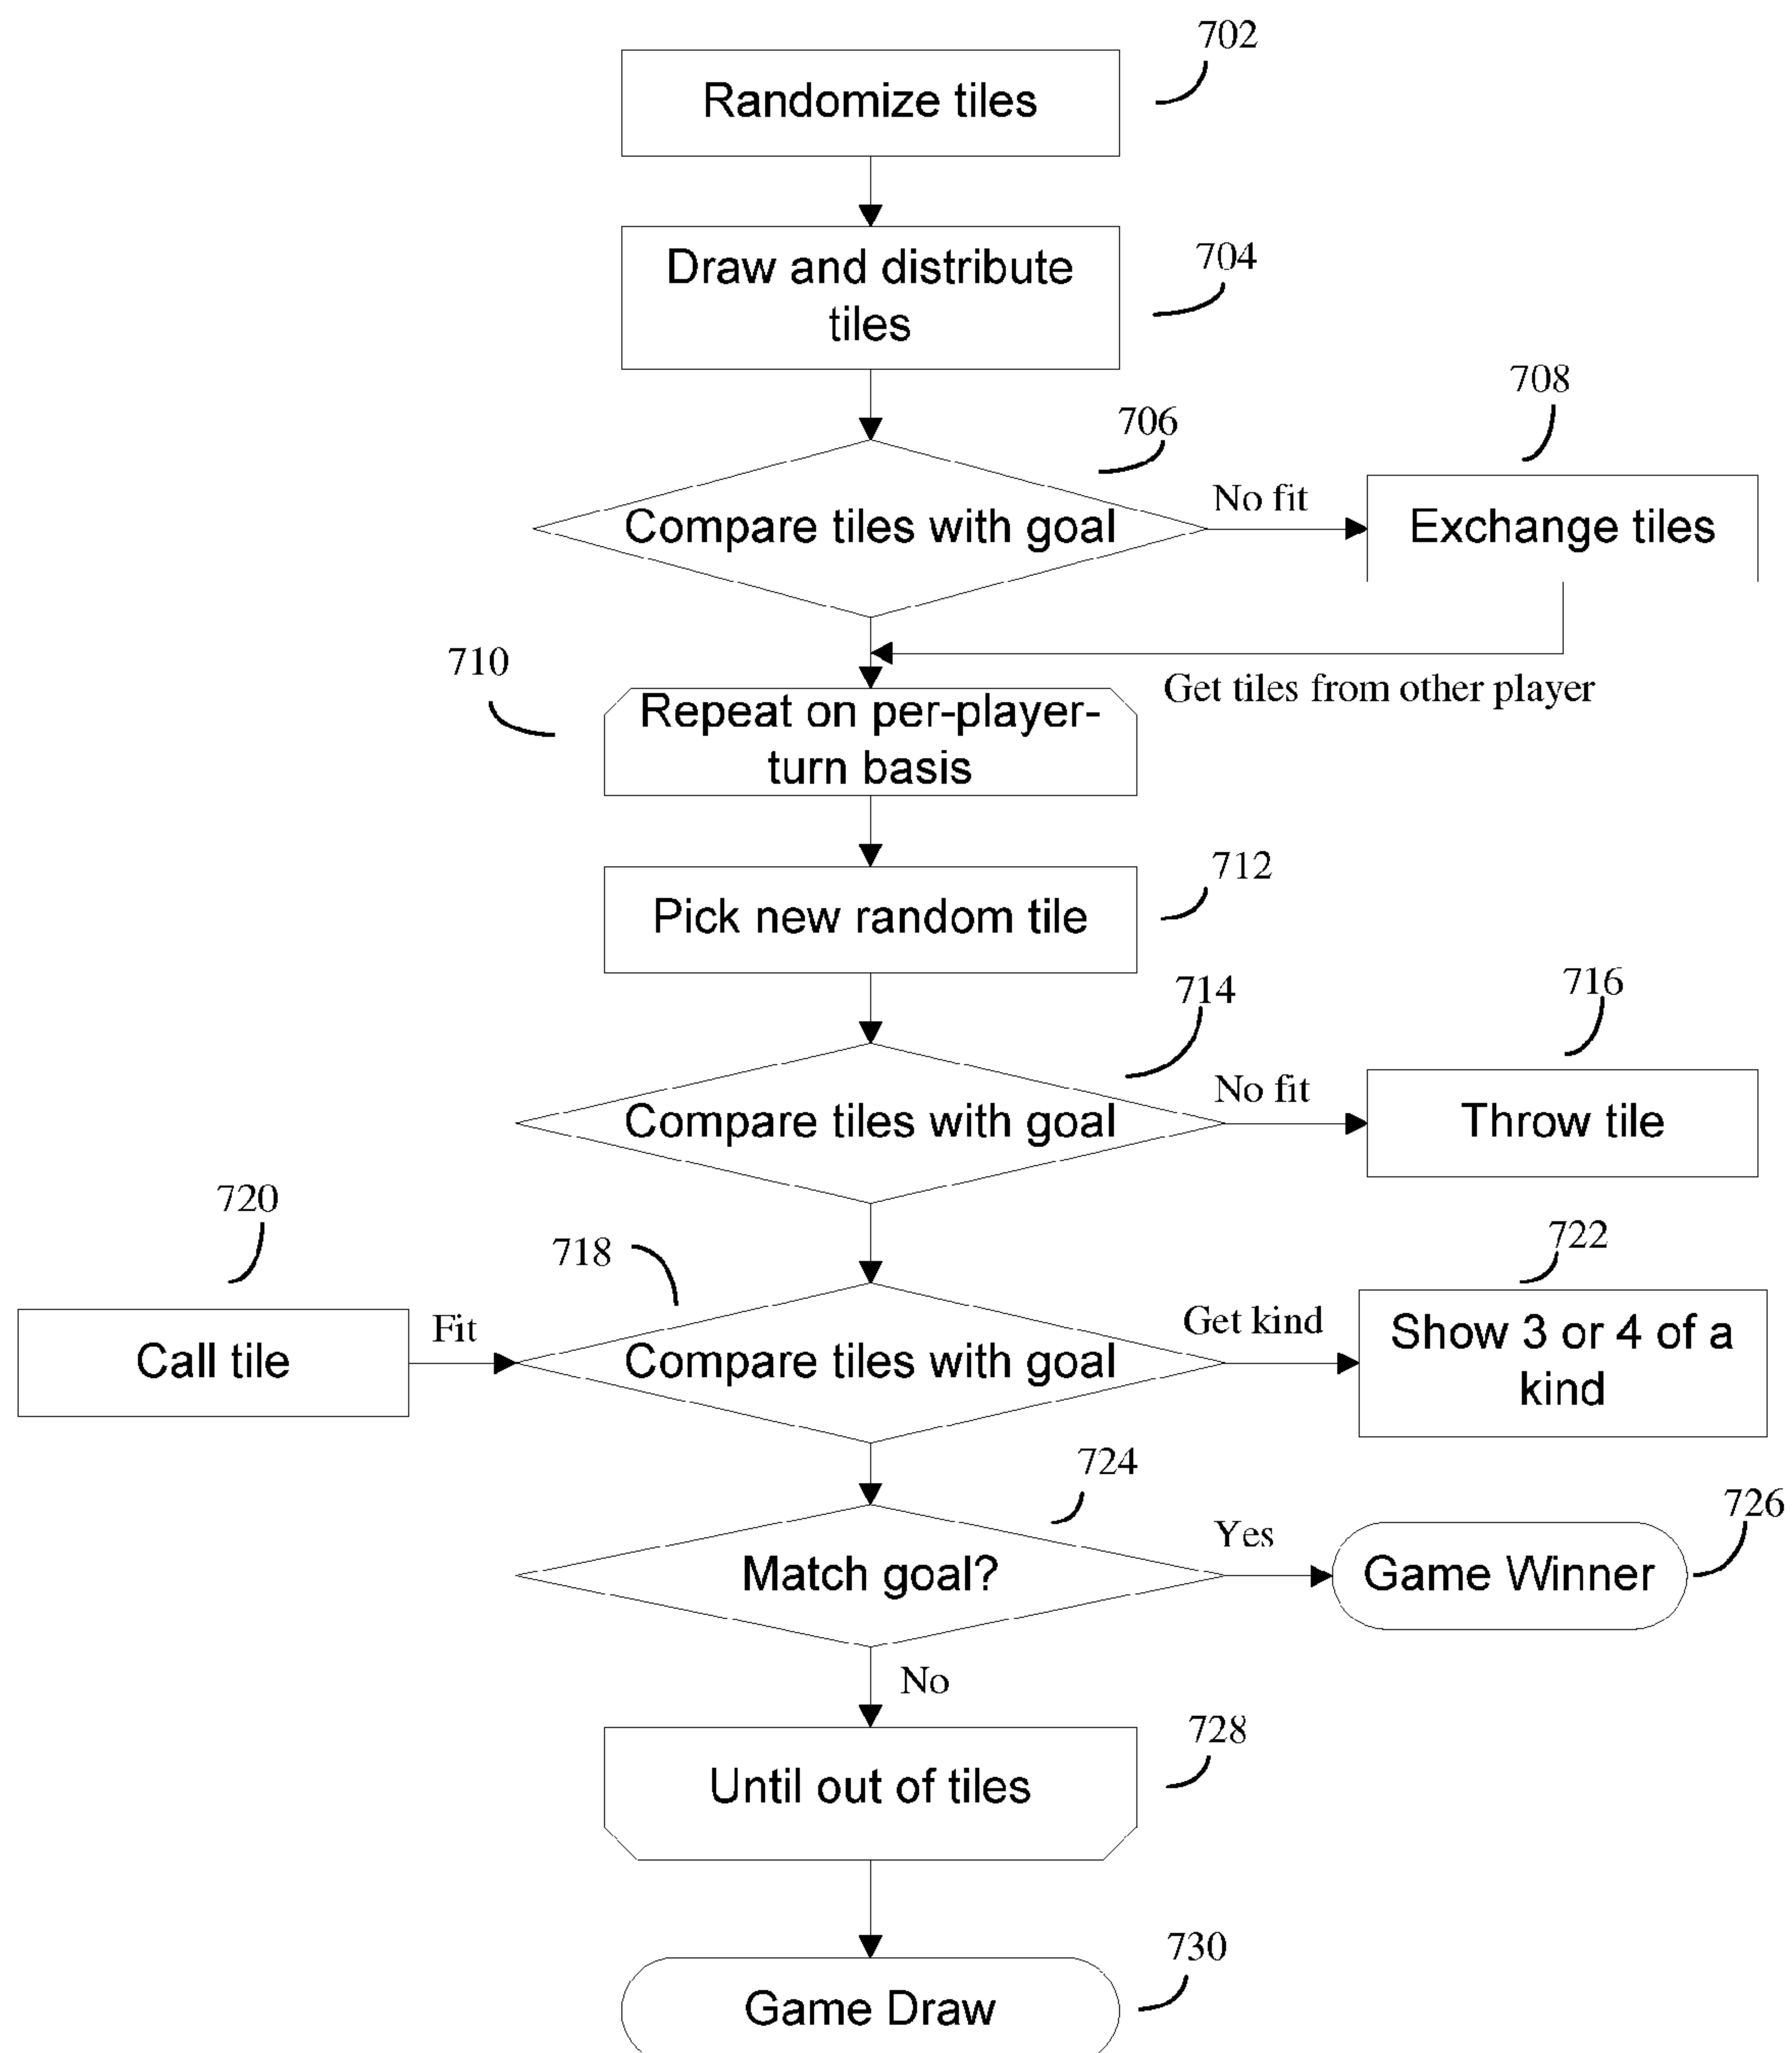 702
Randomize tiles
704
Draw and distribute
tiles
708
706
No fit
Compare tiles with goal
Exchange tiles
710
Get tiles from other player
Repeat on per-player-
turn basis
712
Pick new random tile
714
716
No fit
Compare tiles with goal
Throw tile
720
718
722
Fit
Get kind
Call tile
Compare tiles with goal
Show 3 or 4 of a
kind
724
726
Yes
Match goal?
Game Winner
No
728
Until out of tiles
730
Game Draw